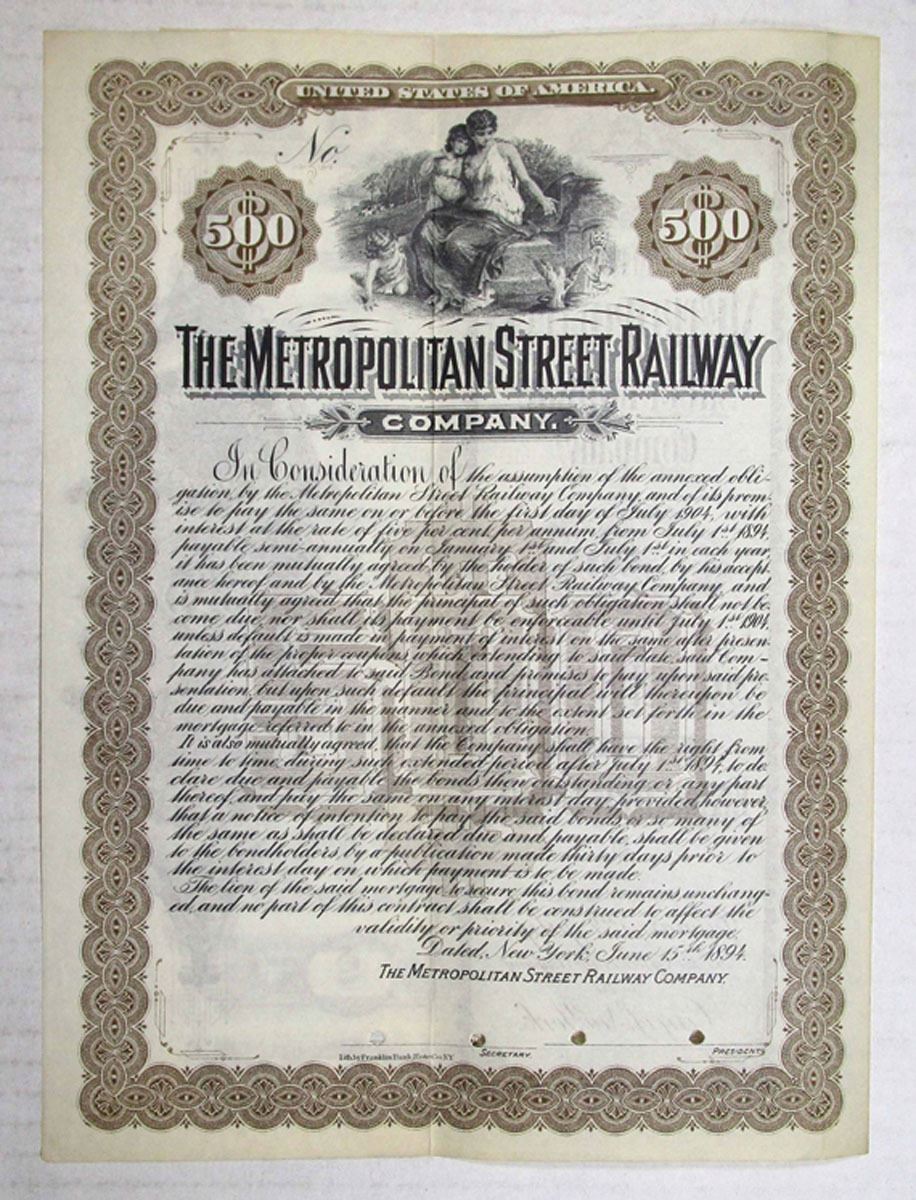 UNITED STATES OF AMERICA.
No.
$500 $500
THE METROPOLITAN STREET RAILWAY
COMPANY.
In Consideration of the assumption of the annexed obli-
gation, by the Metropolitan Street Railway Company, and of its prom-
ise to pay the same on or before the first day of July 1904, with
interest at the rate of five per cent. per annum, from July 1st 1894,
payable semi-annually on January 1st and July 1st in each year,
it has been mutually agreed by the holder of such bond, by his accept-
ance hereof and by the Metropolitan Street Railway Company, and
is mutually agreed that the principal of such obligation shall not be-
come due, nor shall its payment be enforceable until July 1st 1904,
unless default is made in payment of interest on the same after presen-
tation of the proper coupons, which, extending to said date, said Com-
pany has attached to said Bond, and promises to pay upon said pre-
sentation, but upon such default the principal will thereupon be
due and payable in the manner and to the extent set forth in the
mortgage referred to in the annexed obligation.
It is also mutually agreed, that the Company shall have the right from
time to time, during such extended period after July 1st 1894, to de-
clare due and payable the bonds then outstanding, or any part
thereof, and pay the same on any interest day, provided, however,
that a notice of intention to pay the said bonds or so many of
the same as shall be declared due and payable, shall be given
to the bondholders, by a publication made thirty days prior to
the interest day on which payment is to be made.
The lien of the said mortgage to secure this bond remains unchang-
ed, and no part of this contract shall be construed to affect the
validity or priority of the said mortgage.
Dated, New York, June 15th 1894.
THE METROPOLITAN STREET RAILWAY COMPANY.
Lith. by Franklin Bank Note Co. N.Y.
SECRETARY.
PRESIDENT